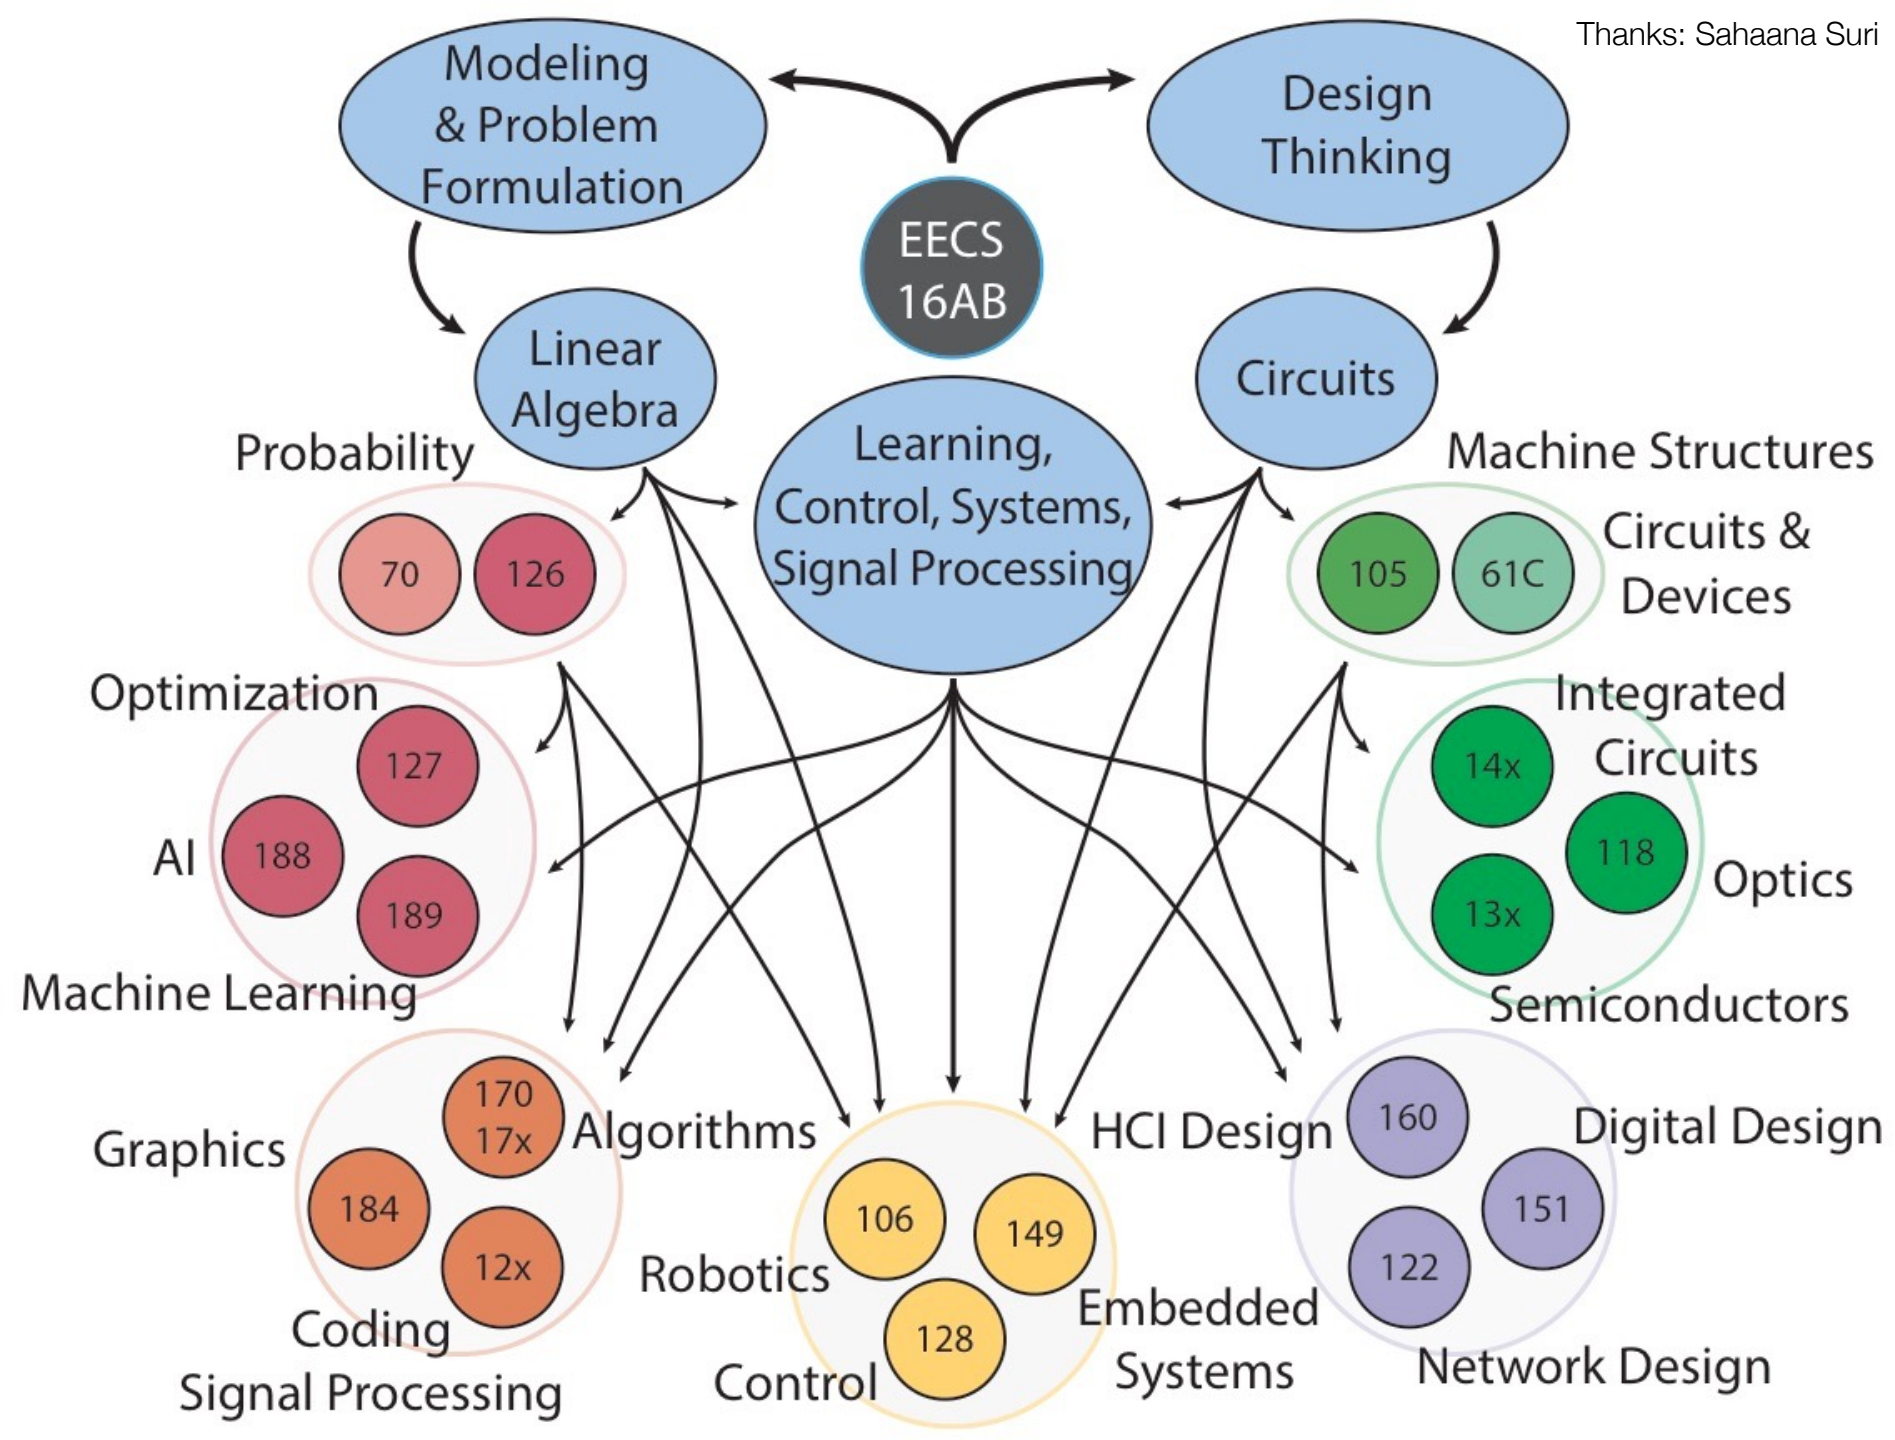 Thanks: Sahaana Suri
Modeling
& Problem
Formulation
Design
Thinking
EECS
16AB
Linear
Algebra
Circuits
Learning,
Control, Systems,
Signal Processing
Probability
70
126
Machine Structures
105
61C
Circuits &
Devices
Optimization
127
AI
188
189
Machine Learning
Integrated
Circuits
14x
118
Optics
13x
Semiconductors
Graphics
170
17x
Algorithms
184
12x
Coding
Signal Processing
106
149
Robotics
128
Control
Embedded
Systems
HCI Design
160
Digital Design
151
122
Network Design